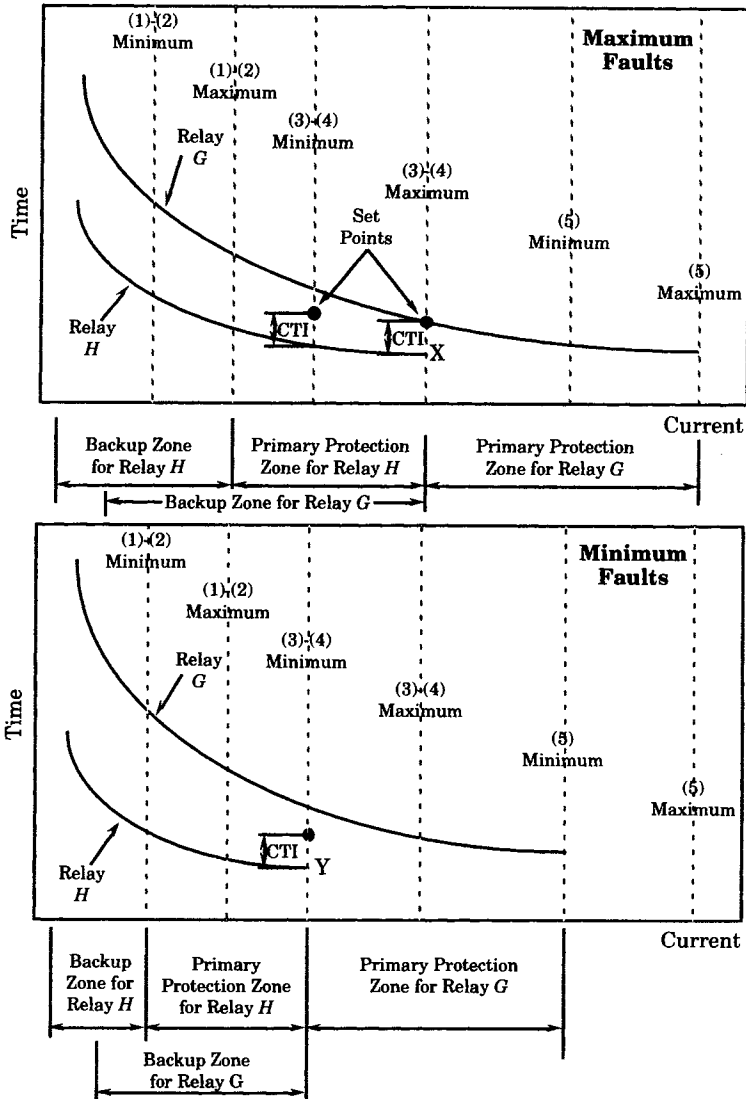 Maximum
Faults
(1)-(2)
Minimum
(1)-(2)
Maximum
(3)-(4)
Minimum
(3)-(4)
Maximum
(5)
Minimum
(5)
Maximum
Relay
G
Set
Points
CTI
CTI
X
Relay
H
Time
Current
Backup Zone
for Relay H
Primary Protection
Zone for Relay H
Primary Protection
Zone for Relay G
Backup Zone for Relay G
Minimum
Faults
(1)-(2)
Minimum
(1)-(2)
Maximum
(3)-(4)
Minimum
(3)-(4)
Maximum
(5)
Minimum
(5)
Maximum
Relay
G
CTI
Y
Relay
H
Time
Current
Backup
Zone for
Relay H
Primary
Protection Zone
for Relay H
Primary Protection
Zone for Relay G
Backup Zone
for Relay G